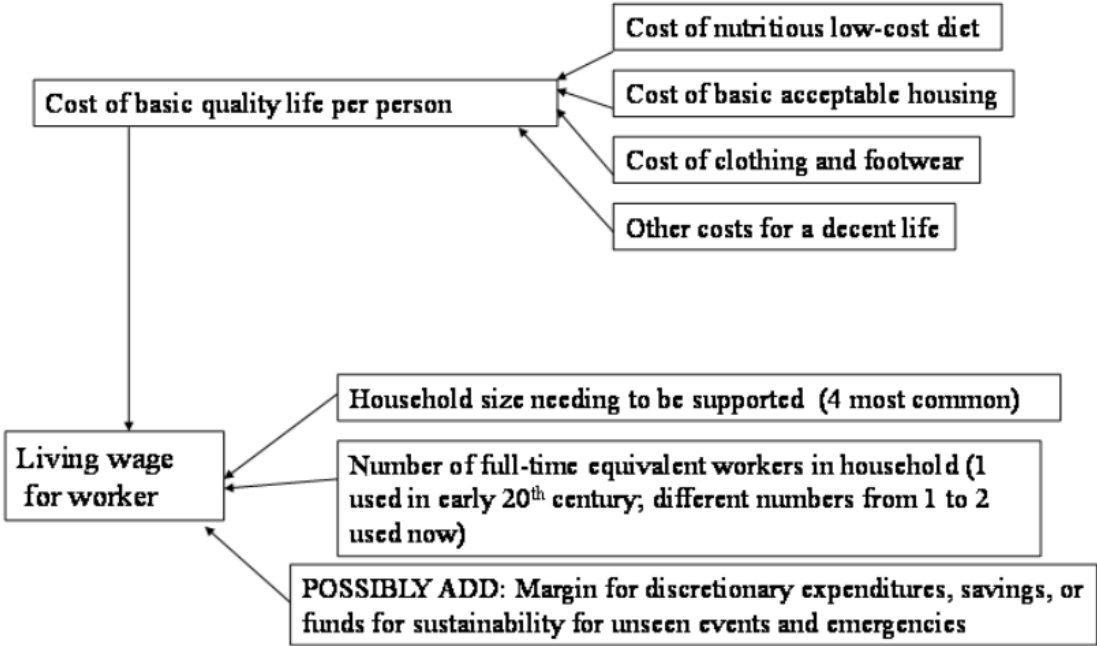 Cost of nutritious low-cost diet
Cost of basic quality life per person
Cost of basic acceptable housing
Cost of clothing and footwear
Other costs for a decent life
Household size needing to be supported (4 most common)
Living wage
for worker
Number of full-time equivalent workers in household (1
used in early 20th century; different numbers from 1 to 2
used now)
POSSIBLY ADD: Margin for discretionary expenditures, savings, or
funds for sustainability for unseen events and emergencies